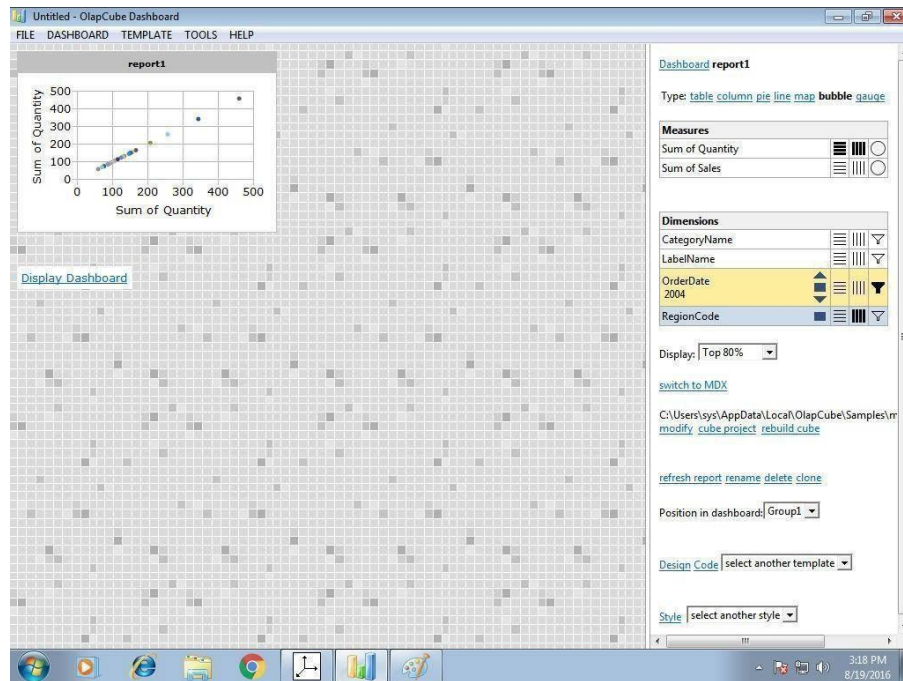 Untitled - OlapCube Dashboard
FILE DASHBOARD TEMPLATE TOOLS HELP
report1
Sum of Quantity
500
400
300
200
100
0
0 100 200 300 400 500
Sum of Quantity
Display Dashboard
Dashboard report1
Type: table column pie line map bubble gauge
Measures
Sum of Quantity
Sum of Sales
Dimensions
CategoryName
LabelName
OrderDate
2004
RegionCode
Display: Top 80%
switch to MDX
C:\Users\sys\AppData\Local\OlapCube\Samples\m
modify cube project rebuild cube
refresh report rename delete clone
Position in dashboard: Group1
Design Code select another template
Style select another style
3:18 PM
8/19/2016